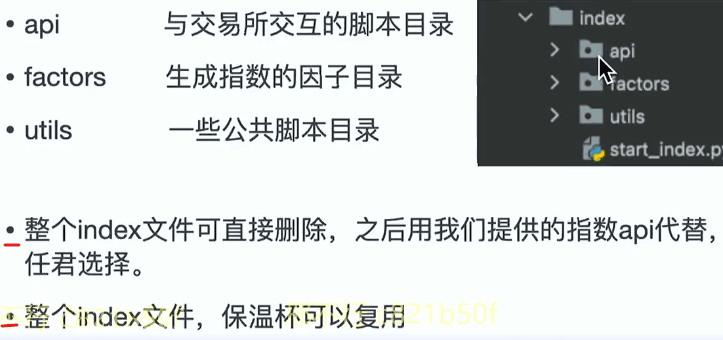 • api 与交易所交互的脚本目录
• factors 生成指数的因子目录
• utils 一些公共脚本目录
index
api
factors
utils
start_index.py
• 整个index文件可直接删除，之后用我们提供的指数api代替，
任君选择。
• 整个index文件，保温杯可以复用